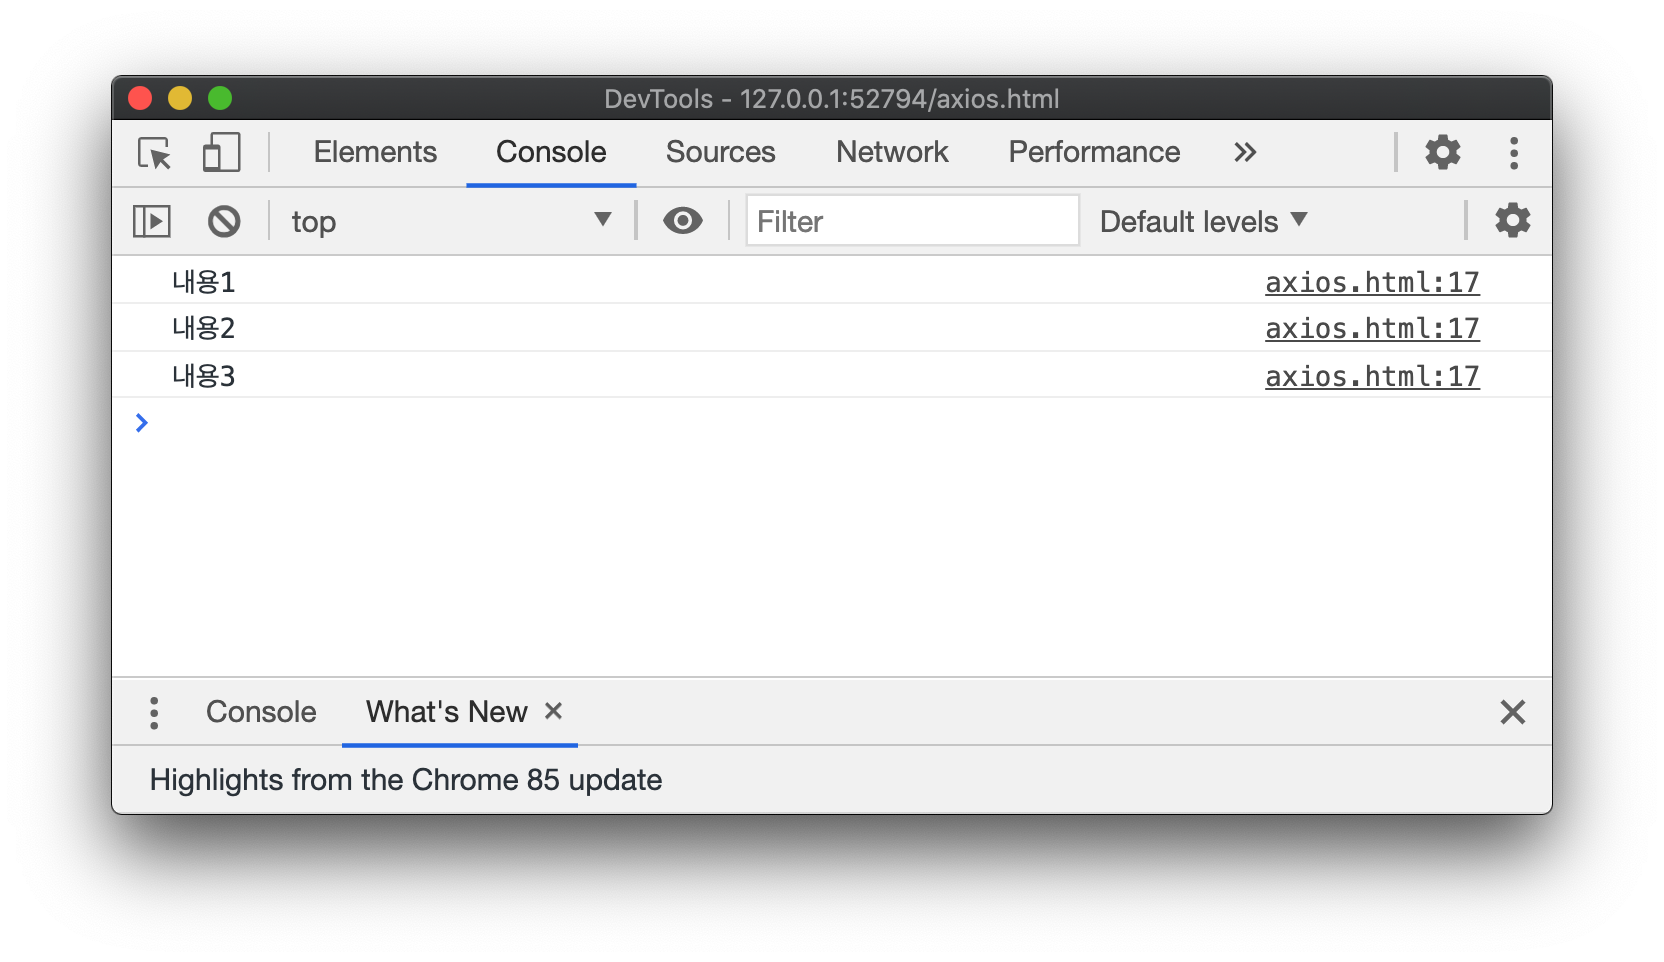 DevTools - 127.0.0.1:52794/axios.html
Elements Console Sources Network Performance »
top ▼ Filter Default levels ▼
내용1 axios.html:17
내용2 axios.html:17
내용3 axios.html:17
Console What's New ×
Highlights from the Chrome 85 update